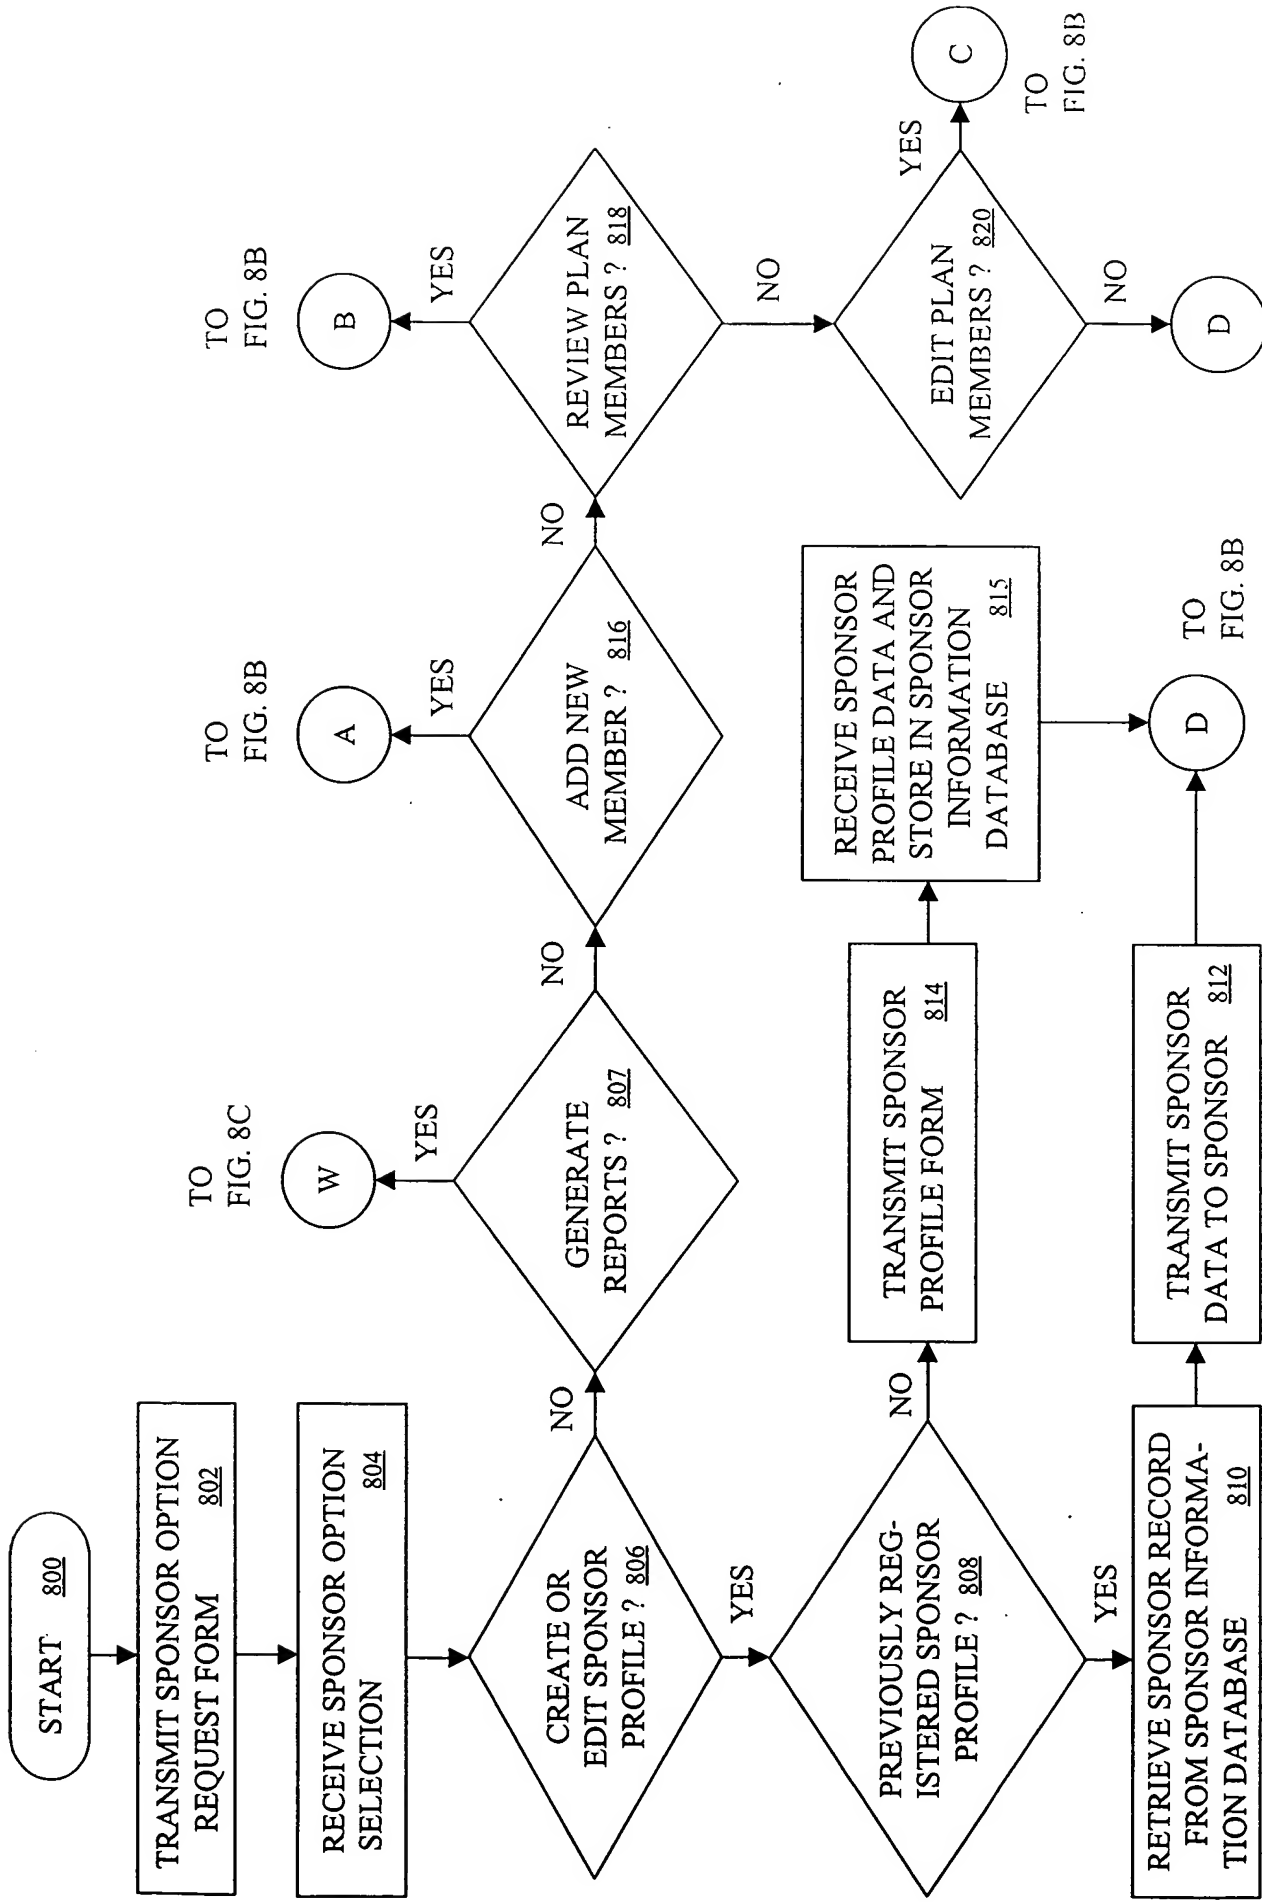 START 800
TRANSMIT SPONSOR OPTION
REQUEST FORM 802
RECEIVE SPONSOR OPTION
SELECTION 804
CREATE OR
EDIT SPONSOR
PROFILE ? 806
NO
YES
GENERATE
REPORTS ? 807
YES
W
TO
FIG. 8C
NO
ADD NEW
MEMBER ? 816
YES
A
TO
FIG. 8B
NO
REVIEW PLAN
MEMBERS ? 818
YES
B
TO
FIG. 8B
NO
EDIT PLAN
MEMBERS ? 820
YES
C
TO
FIG. 8B
NO
D
PREVIOUSLY REG-
ISTERED SPONSOR
PROFILE ? 808
NO
TRANSMIT SPONSOR
PROFILE FORM 814
RECEIVE SPONSOR
PROFILE DATA AND
STORE IN SPONSOR
INFORMATION
DATABASE 815
YES
RETRIEVE SPONSOR RECORD
FROM SPONSOR INFORMA-
TION DATABASE 810
TRANSMIT SPONSOR
DATA TO SPONSOR 812
D
TO
FIG. 8B